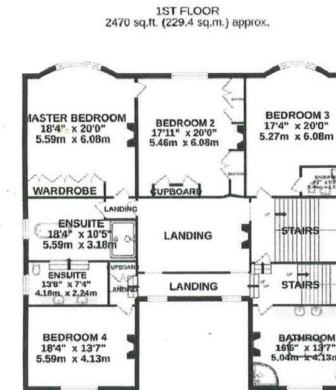 1ST FLOOR
2470 sq.ft. (229.4 sq.m.) approx.
MASTER BEDROOM
18'4" x 20'0"
5.59m x 6.08m
BEDROOM 2
17'11" x 20'0"
5.46m x 6.08m
BEDROOM 3
17'4" x 20'0"
5.27m x 6.08m
WARDROBE
CUPBOARD
LANDING
ENSUITE
18'4" x 10'5"
5.59m x 3.18m
LANDING
STAIRS
ENSUITE
13'8" x 7'4"
4.18m x 2.24m
LANDING
STAIRS
BEDROOM 4
18'4" x 13'7"
5.59m x 4.13m
BATHROOM
16'6" x 13'7"
5.04m x 4.13m